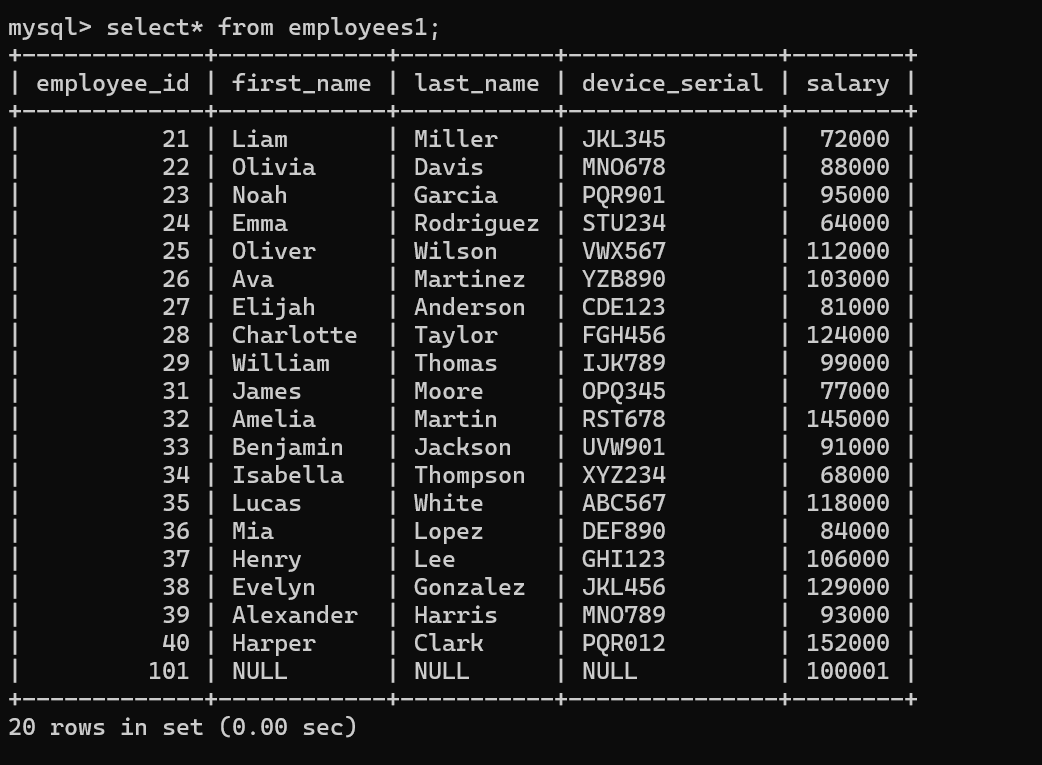 mysql> select* from employees1;
+--------------+------------+-----------+---------------+--------+
|  employee_id | first_name | last_name | device_serial | salary |
+--------------+------------+-----------+---------------+--------+
|           21 | Liam       | Miller    | JKL345        |  72000 |
|           22 | Olivia     | Davis     | MNO678        |  88000 |
|           23 | Noah       | Garcia    | PQR901        |  95000 |
|           24 | Emma       | Rodriguez | STU234        |  64000 |
|           25 | Oliver     | Wilson    | VWX567        | 112000 |
|           26 | Ava        | Martinez  | YZB890        | 103000 |
|           27 | Elijah     | Anderson  | CDE123        |  81000 |
|           28 | Charlotte  | Taylor    | FGH456        | 124000 |
|           29 | William    | Thomas    | IJK789        |  99000 |
|           31 | James      | Moore     | OPQ345        |  77000 |
|           32 | Amelia     | Martin    | RST678        | 145000 |
|           33 | Benjamin   | Jackson   | UVW901        |  91000 |
|           34 | Isabella   | Thompson  | XYZ234        |  68000 |
|           35 | Lucas      | White     | ABC567        | 118000 |
|           36 | Mia        | Lopez     | DEF890        |  84000 |
|           37 | Henry      | Lee       | GHI123        | 106000 |
|           38 | Evelyn     | Gonzalez  | JKL456        | 129000 |
|           39 | Alexander  | Harris    | MNO789        |  93000 |
|           40 | Harper     | Clark     | PQR012        | 152000 |
|          101 | NULL       | NULL      | NULL          | 100001 |
+--------------+------------+-----------+---------------+--------+
20 rows in set (0.00 sec)